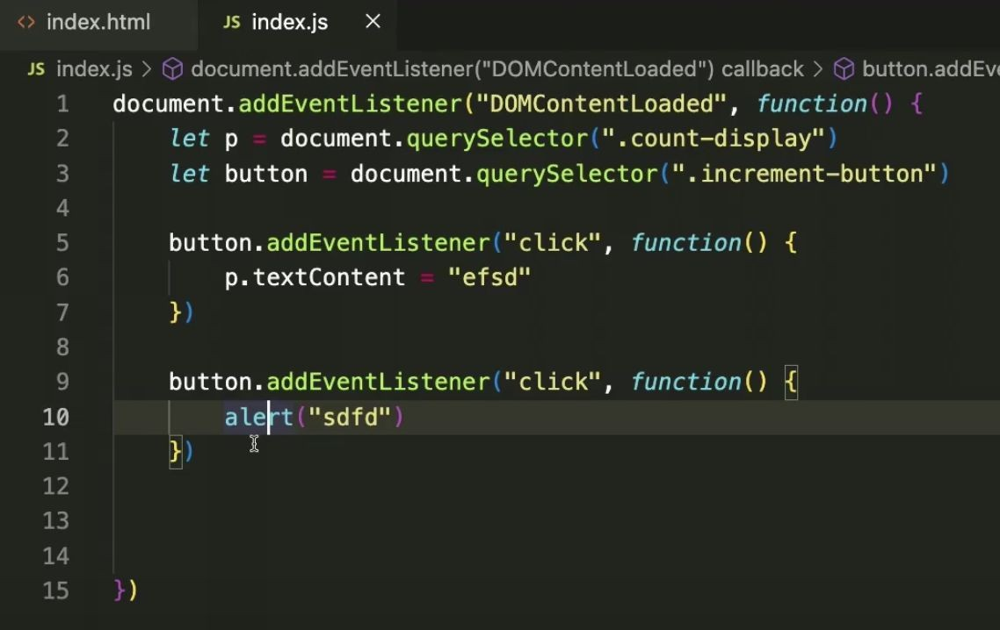 <> index.html JS index.js ×
JS index.js > document.addEventListener("DOMContentLoaded") callback > button.addEv
1 document.addEventListener("DOMContentLoaded", function() {
2 let p = document.querySelector(".count-display")
3 let button = document.querySelector(".increment-button")
4
5 button.addEventListener("click", function() {
6 p.textContent = "efsd"
7 })
8
9 button.addEventListener("click", function() {
10 alert("sdfd")
11 })
12
13
14
15 })